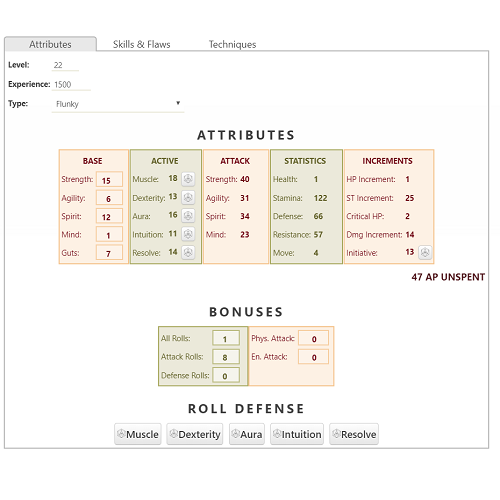 Attributes Skills & Flaws Techniques
Level: 22
Experience: 1500
Type: Flunky
ATTRIBUTES
BASE ACTIVE ATTACK STATISTICS INCREMENTS
Strength: 15 Muscle: 18 Strength: 40 Health: 1 HP Increment: 1
Agility: 6 Dexterity: 13 Agility: 31 Stamina: 122 ST Increment: 25
Spirit: 12 Aura: 16 Spirit: 34 Defense: 66 Critical HP: 2
Mind: 1 Intuition: 11 Mind: 23 Resistance: 57 Dmg Increment: 14
Guts: 7 Resolve: 14 Move: 4 Initiative: 13
47 AP UNSPENT
BONUSES
All Rolls: 1 Phys. Attack: 0
Attack Rolls: 8 En. Attack: 0
Defense Rolls: 0
ROLL DEFENSE
Muscle Dexterity Aura Intuition Resolve